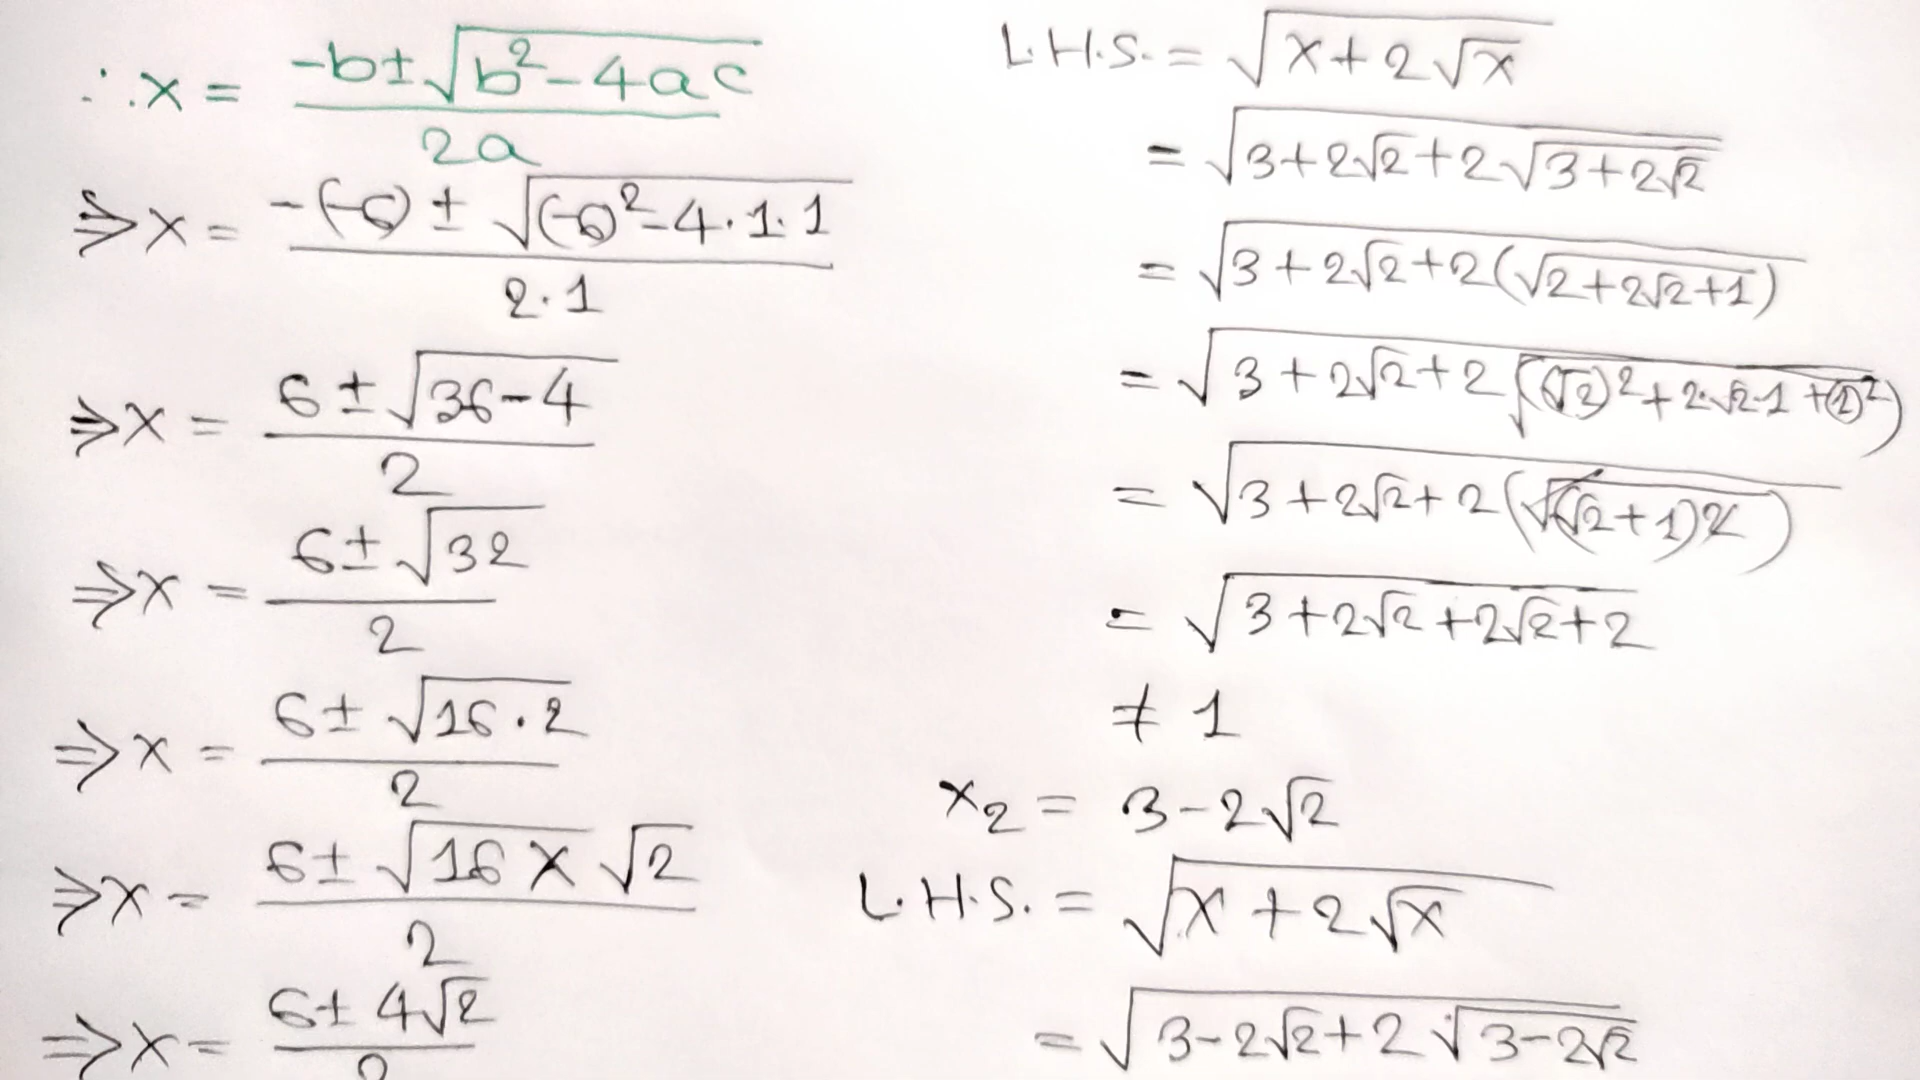 ∴ x = (-b ± √(b² - 4ac)) / 2a
⇒ x = (-(-6) ± √((-6)² - 4·1·1)) / 2·1
⇒ x = (6 ± √(36-4)) / 2
⇒ x = (6 ± √32) / 2
⇒ x = (6 ± √(16·2)) / 2
⇒ x = (6 ± √16 × √2) / 2
⇒ x = (6 ± 4√2) / 2
L.H.S. = √(x + 2√x)
= √(3 + 2√2 + 2√(3 + 2√2))
= √(3 + 2√2 + 2(√(2 + 2√2 + 1)))
= √(3 + 2√2 + 2√((√2)² + 2·√2·1 + (1)²))
= √(3 + 2√2 + 2(√(√2 + 1)²))
= √(3 + 2√2 + 2√2 + 2)
≠ 1
x₂ = 3 - 2√2
L.H.S. = √(x + 2√x)
= √(3 - 2√2 + 2√(3 - 2√2))